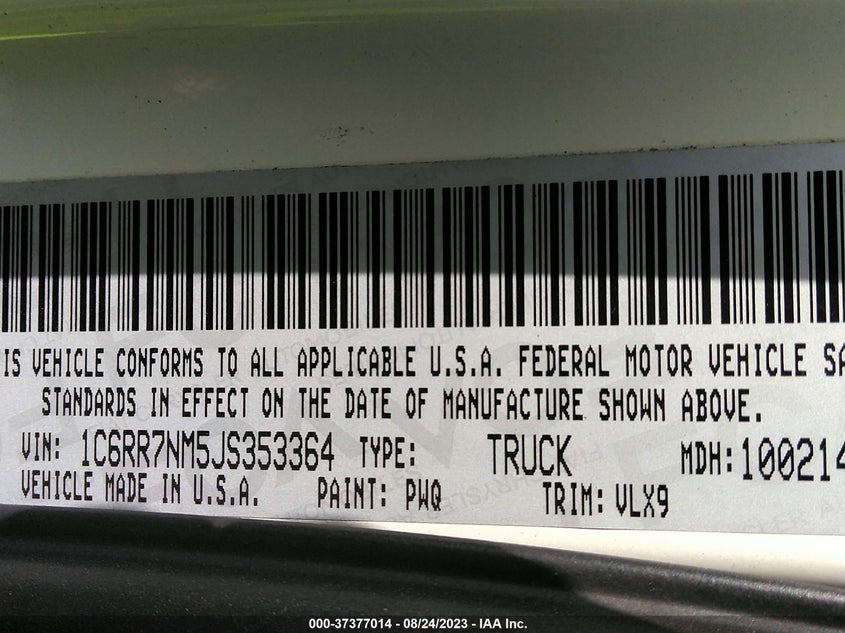 IS VEHICLE CONFORMS TO ALL APPLICABLE U.S.A. FEDERAL MOTOR VEHICLE SA
STANDARDS IN EFFECT ON THE DATE OF MANUFACTURE SHOWN ABOVE.
VIN: 1C6RR7NM5JS353364 TYPE: TRUCK MDH: 100214
VEHICLE MADE IN U.S.A. PAINT: PWQ TRIM: VLX9
000-37377014 - 08/24/2023 - IAA Inc.